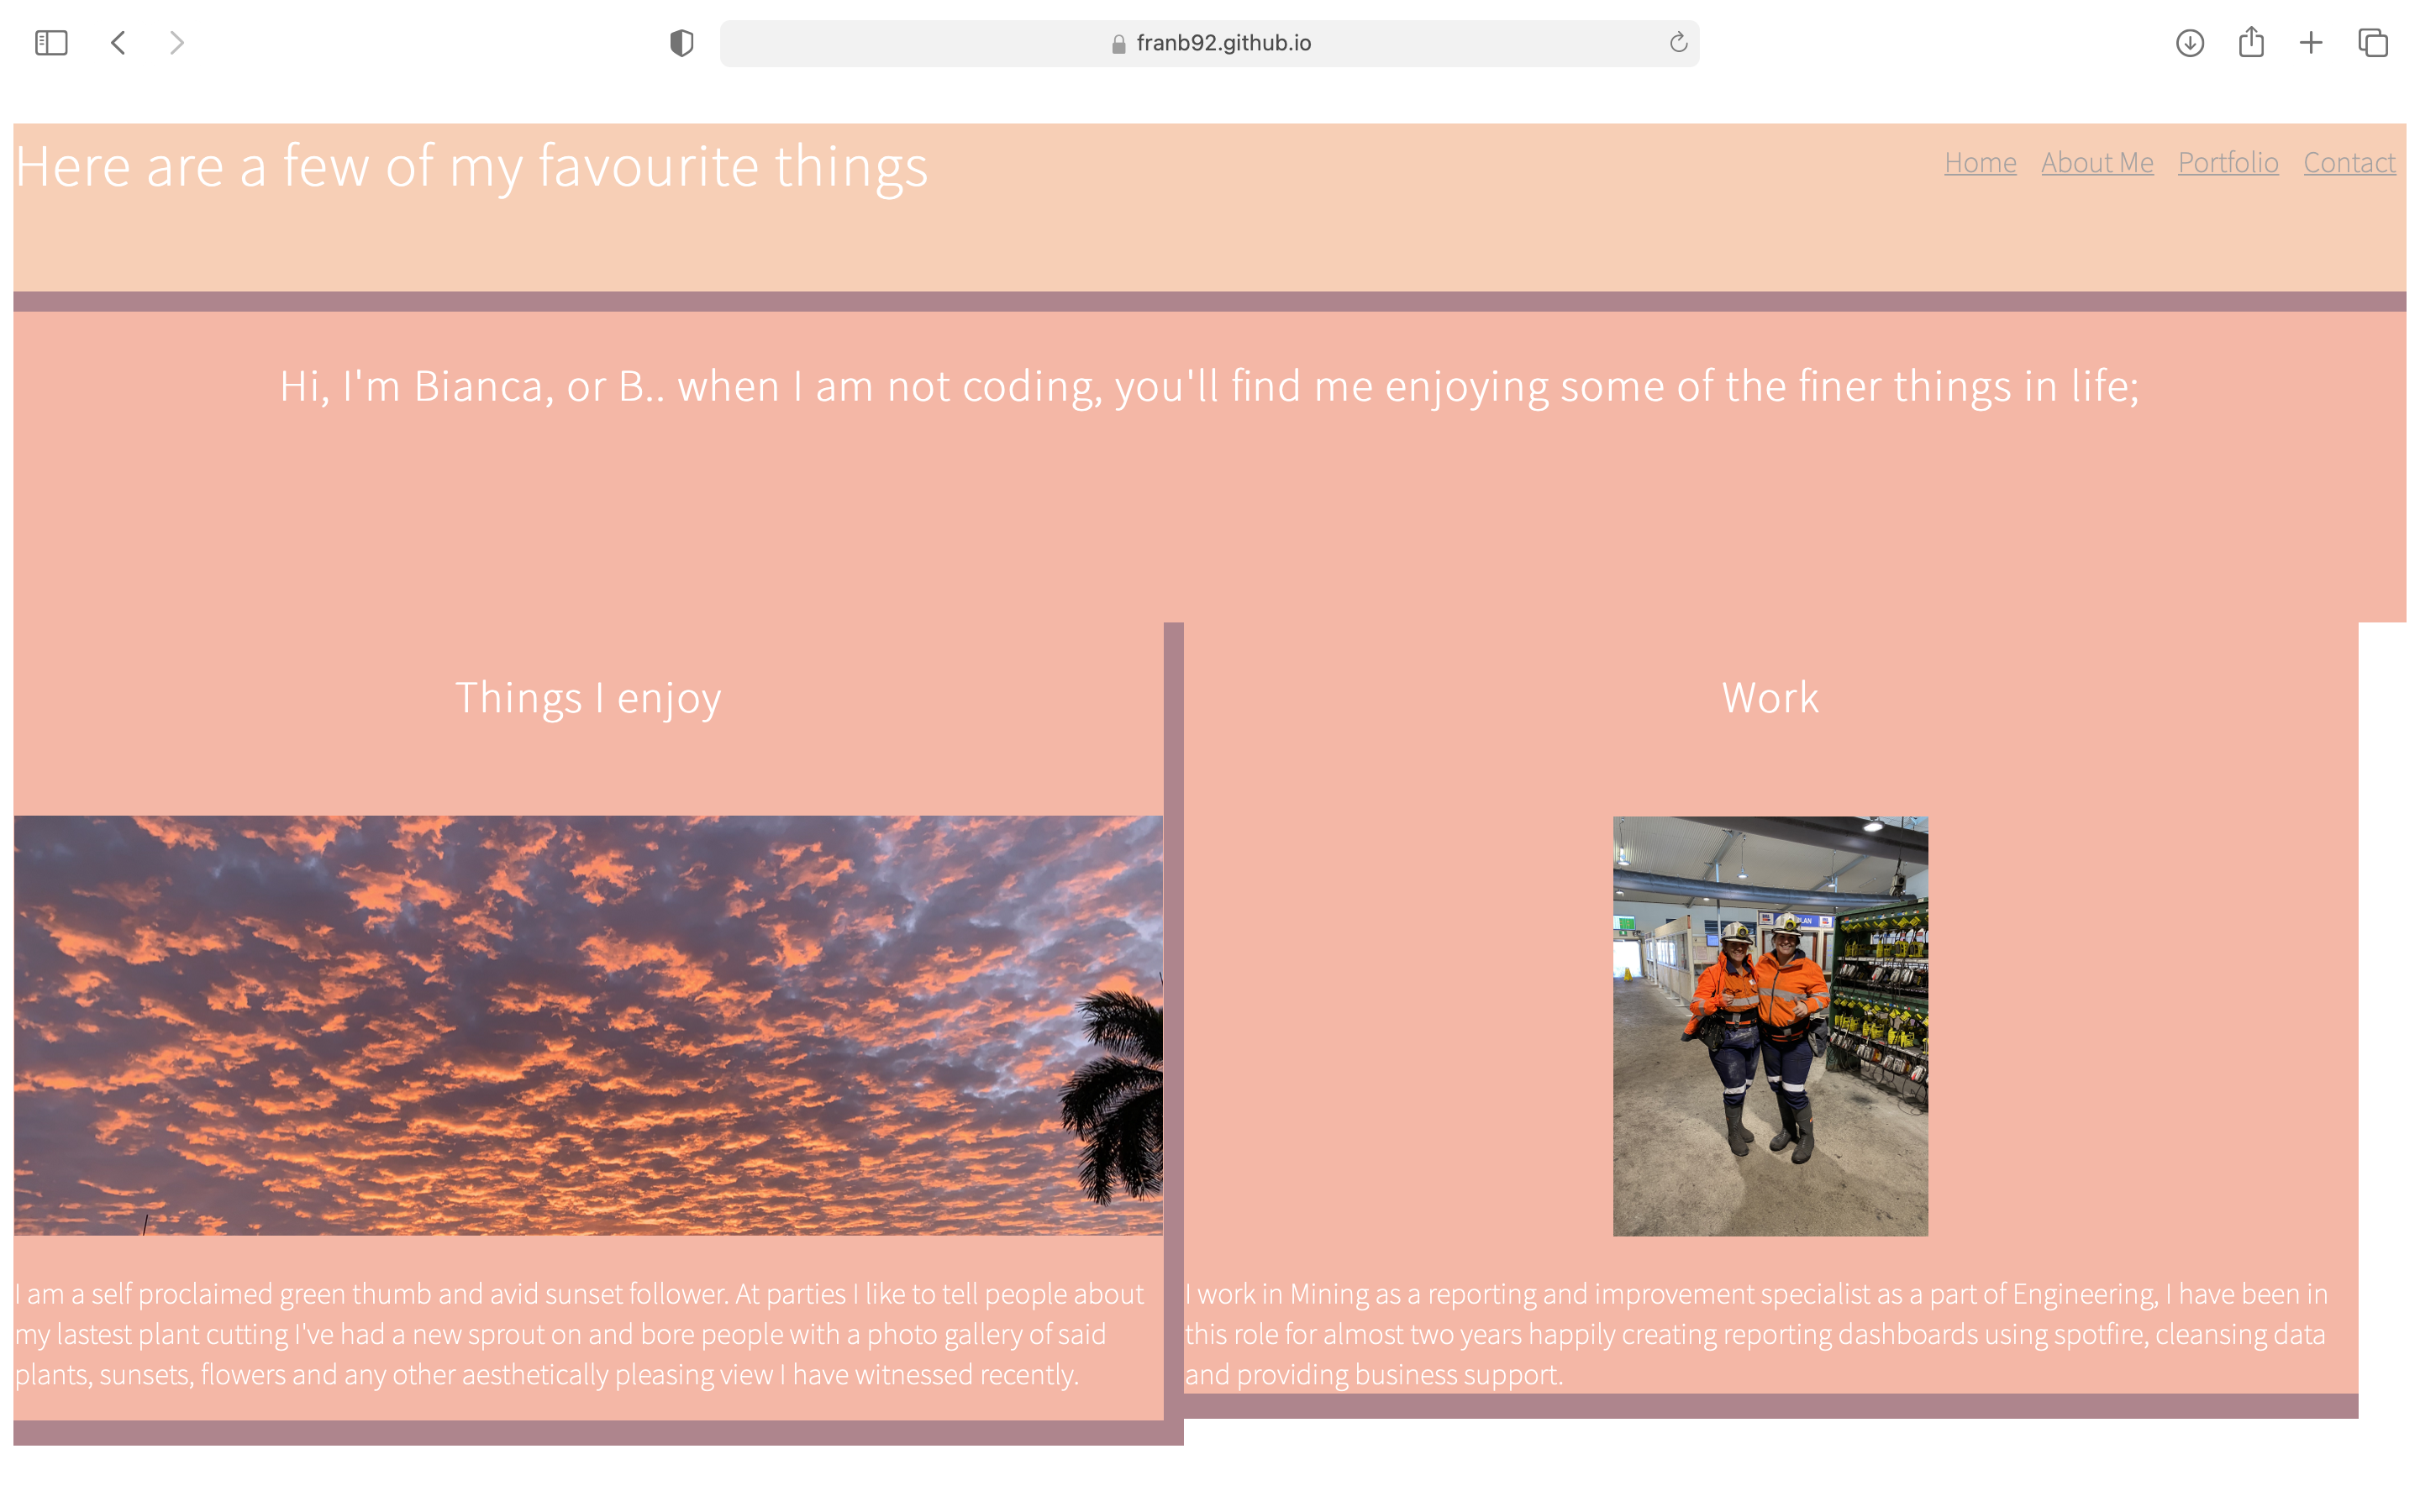 franb92.github.io
Here are a few of my favourite things
Home About Me Portfolio Contact
Hi, I'm Bianca, or B.. when I am not coding, you'll find me enjoying some of the finer things in life;
Things I enjoy
I am a self proclaimed green thumb and avid sunset follower. At parties I like to tell people about
my lastest plant cutting I've had a new sprout on and bore people with a photo gallery of said
plants, sunsets, flowers and any other aesthetically pleasing view I have witnessed recently.
Work
I work in Mining as a reporting and improvement specialist as a part of Engineering, I have been in
this role for almost two years happily creating reporting dashboards using spotfire, cleansing data
and providing business support.